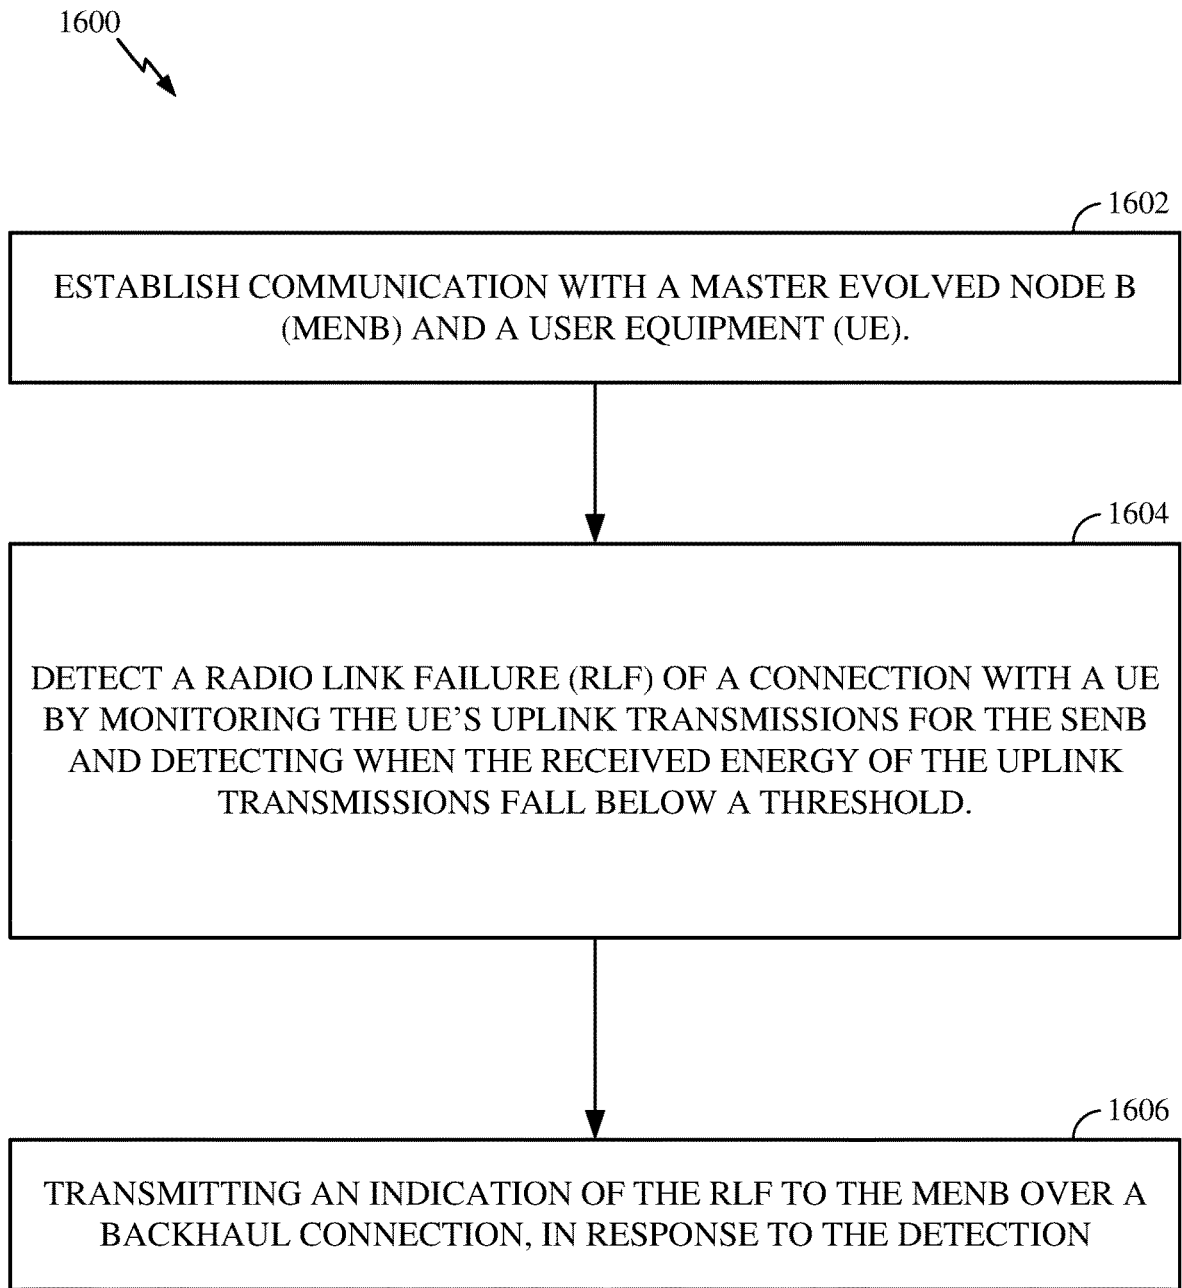 1600
1602
ESTABLISH COMMUNICATION WITH A MASTER EVOLVED NODE B
(MENB) AND A USER EQUIPMENT (UE).
1604
DETECT A RADIO LINK FAILURE (RLF) OF A CONNECTION WITH A UE
BY MONITORING THE UE'S UPLINK TRANSMISSIONS FOR THE SENB
AND DETECTING WHEN THE RECEIVED ENERGY OF THE UPLINK
TRANSMISSIONS FALL BELOW A THRESHOLD.
1606
TRANSMITTING AN INDICATION OF THE RLF TO THE MENB OVER A
BACKHAUL CONNECTION, IN RESPONSE TO THE DETECTION